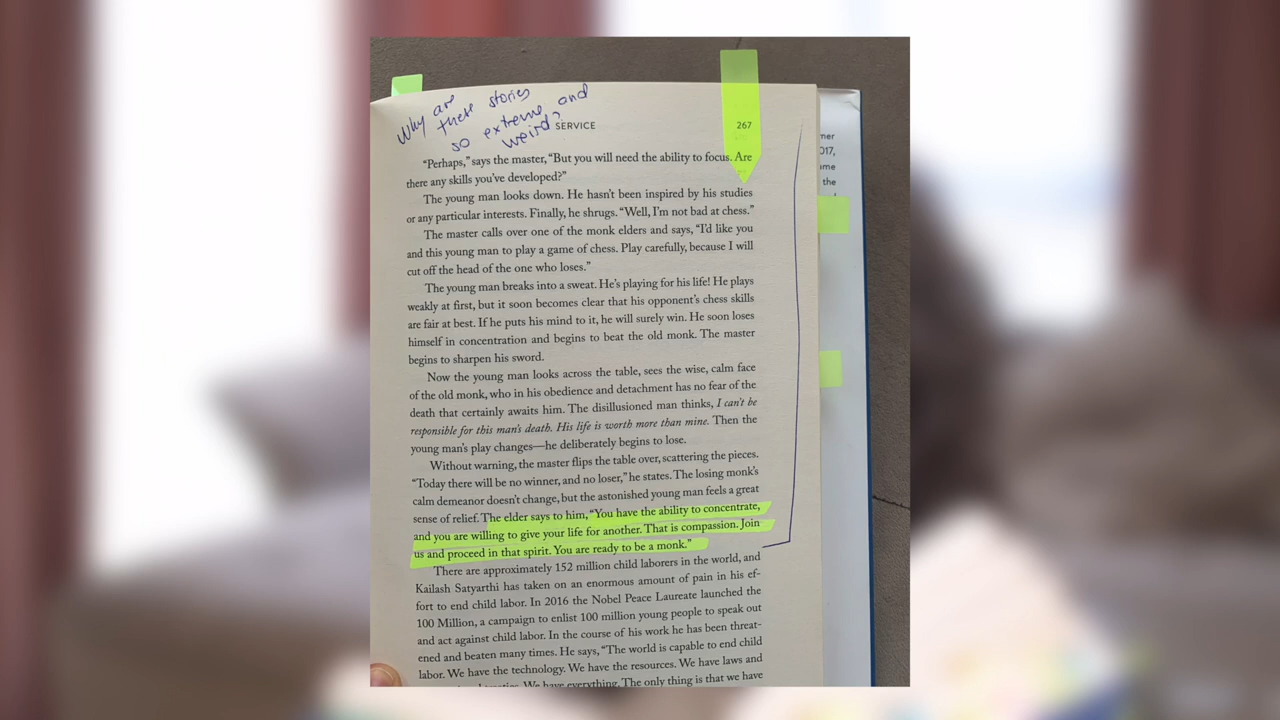 Why are these stories
so extreme and
weird?
SERVICE
267
“Perhaps,” says the master, “But you will need the ability to focus. Are
there any skills you’ve developed?”
The young man looks down. He hasn’t been inspired by his studies
or any particular interests. Finally, he shrugs. “Well, I’m not bad at chess.”
The master calls over one of the monk elders and says, “I’d like you
and this young man to play a game of chess. Play carefully, because I will
cut off the head of the one who loses.”
The young man breaks into a sweat. He’s playing for his life! He plays
weakly at first, but it soon becomes clear that his opponent’s chess skills
are fair at best. If he puts his mind to it, he will surely win. He soon loses
himself in concentration and begins to beat the old monk. The master
begins to sharpen his sword.
Now the young man looks across the table, sees the wise, calm face
of the old monk, who in his obedience and detachment has no fear of the
death that certainly awaits him. The disillusioned man thinks, I can’t be
responsible for this man’s death. His life is worth more than mine. Then the
young man’s play changes—he deliberately begins to lose.
Without warning, the master flips the table over, scattering the pieces.
“Today there will be no winner, and no loser,” he states. The losing monk’s
calm demeanor doesn’t change, but the astonished young man feels a great
sense of relief. The elder says to him, “You have the ability to concentrate,
and you are willing to give your life for another. That is compassion. Join
us and proceed in that spirit. You are ready to be a monk.”
There are approximately 152 million child laborers in the world, and
Kailash Satyarthi has taken on an enormous amount of pain in his ef-
fort to end child labor. In 2016 the Nobel Peace Laureate launched the
100 Million, a campaign to enlist 100 million young people to speak out
and act against child labor. In the course of his work he has been threat-
ened and beaten many times. He says, “The world is capable to end child
labor. We have the technology. We have the resources. We have laws and
We have everything. The only thing is that we have
mer
017,
ome
the